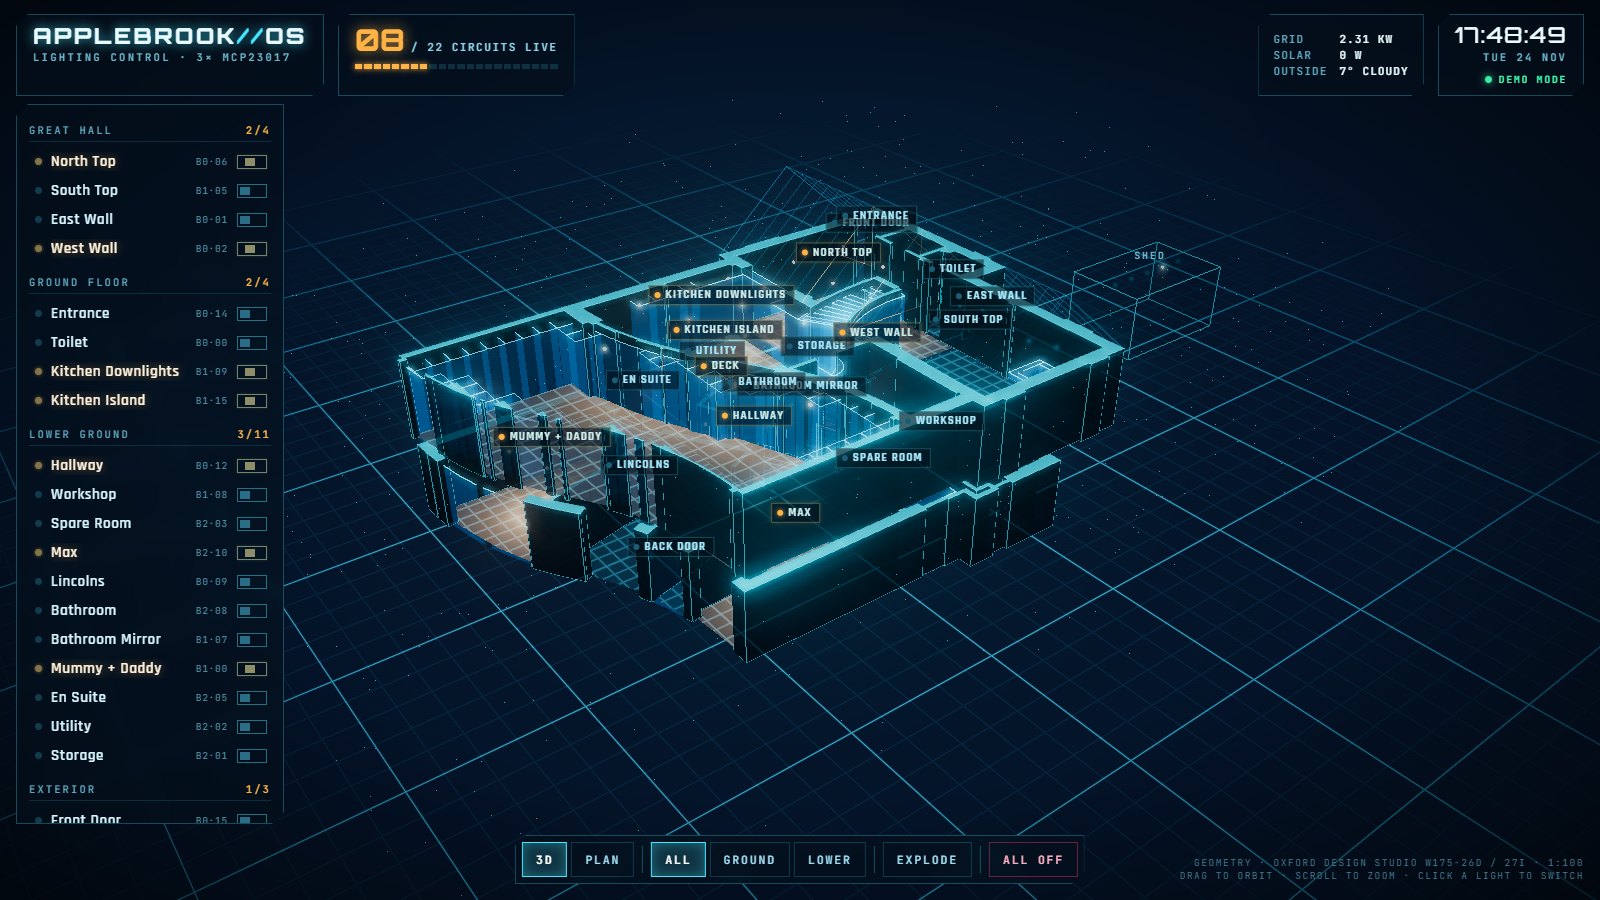 APPLEBROOK//OS
LIGHTING CONTROL · 3× MCP23017
08 / 22 CIRCUITS LIVE
GRID 2.31 KW
SOLAR 0 W
OUTSIDE 7° CLOUDY
17:48:49
TUE 24 NOV
DEMO MODE
GREAT HALL 2/4
North Top B0·06
South Top B1·05
East Wall B0·01
West Wall B0·02
GROUND FLOOR 2/4
Entrance B0·14
Toilet B0·00
Kitchen Downlights B1·09
Kitchen Island B1·15
LOWER GROUND 3/11
Hallway B0·12
Workshop B1·08
Spare Room B2·03
Max B2·10
Lincolns B0·09
Bathroom B2·08
Bathroom Mirror B1·07
Mummy + Daddy B1·00
En Suite B2·05
Utility B2·02
Storage B2·01
EXTERIOR 1/3
Front Door B0·15
ENTRANCE
FRONT DOOR
NORTH TOP
SHED
TOILET
KITCHEN DOWNLIGHTS
EAST WALL
SOUTH TOP
KITCHEN ISLAND
WEST WALL
UTILITY
STORAGE
DECK
EN SUITE
BATHROOM
BATHROOM MIRROR
HALLWAY
WORKSHOP
MUMMY + DADDY
LINCOLNS
SPARE ROOM
MAX
BACK DOOR
3D
PLAN
ALL
GROUND
LOWER
EXPLODE
ALL OFF
GEOMETRY · OXFORD DESIGN STUDIO W175-26D / 27I · 1:100
DRAG TO ORBIT · SCROLL TO ZOOM · CLICK A LIGHT TO SWITCH